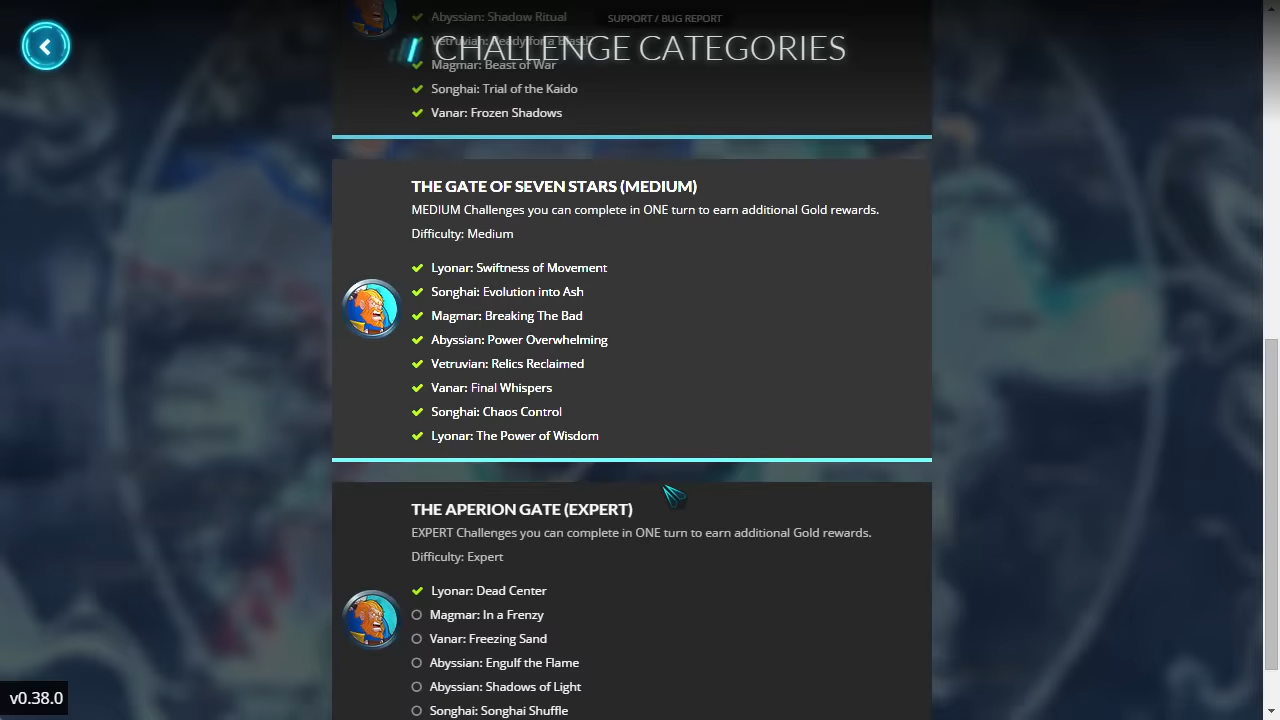 Abyssian: Shadow Ritual
SUPPORT / BUG REPORT
Vetruvian: Ready for a Blast!
CHALLENGE CATEGORIES
Magmar: Beast of War
Songhai: Trial of the Kaido
Vanar: Frozen Shadows
THE GATE OF SEVEN STARS (MEDIUM)
MEDIUM Challenges you can complete in ONE turn to earn additional Gold rewards.
Difficulty: Medium
Lyonar: Swiftness of Movement
Songhai: Evolution into Ash
Magmar: Breaking The Bad
Abyssian: Power Overwhelming
Vetruvian: Relics Reclaimed
Vanar: Final Whispers
Songhai: Chaos Control
Lyonar: The Power of Wisdom
THE APERION GATE (EXPERT)
EXPERT Challenges you can complete in ONE turn to earn additional Gold rewards.
Difficulty: Expert
Lyonar: Dead Center
Magmar: In a Frenzy
Vanar: Freezing Sand
Abyssian: Engulf the Flame
Abyssian: Shadows of Light
Songhai: Songhai Shuffle
v0.38.0